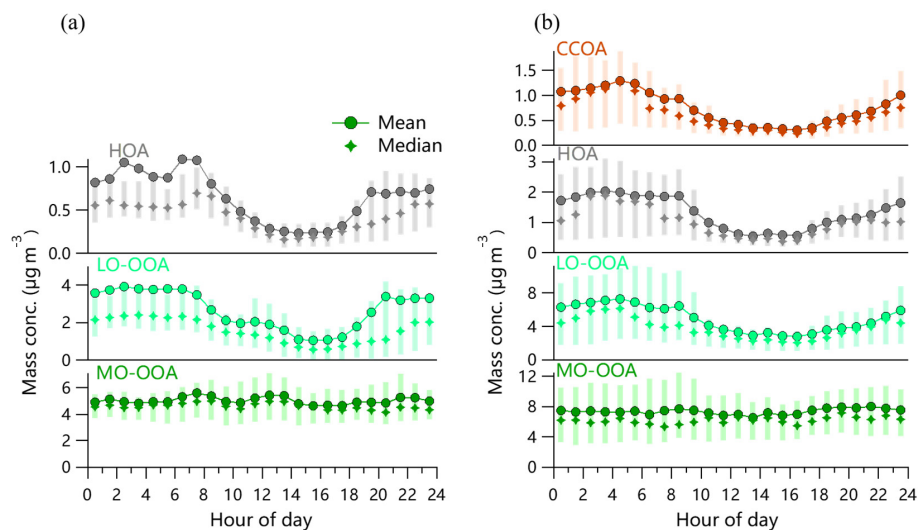 (a)
Mean
Median
HOA
1.0
0.5
0.0
LO-OOA
4
2
0
MO-OOA
6
4
2
0
Mass conc. (µg m⁻³)
0 2 4 6 8 10 12 14 16 18 20 22 24
Hour of day
(b)
CCOA
1.5
1.0
0.5
0.0
HOA
3
2
1
0
LO-OOA
8
4
0
MO-OOA
12
8
4
0
Mass conc. (µg m⁻³)
0 2 4 6 8 10 12 14 16 18 20 22 24
Hour of day